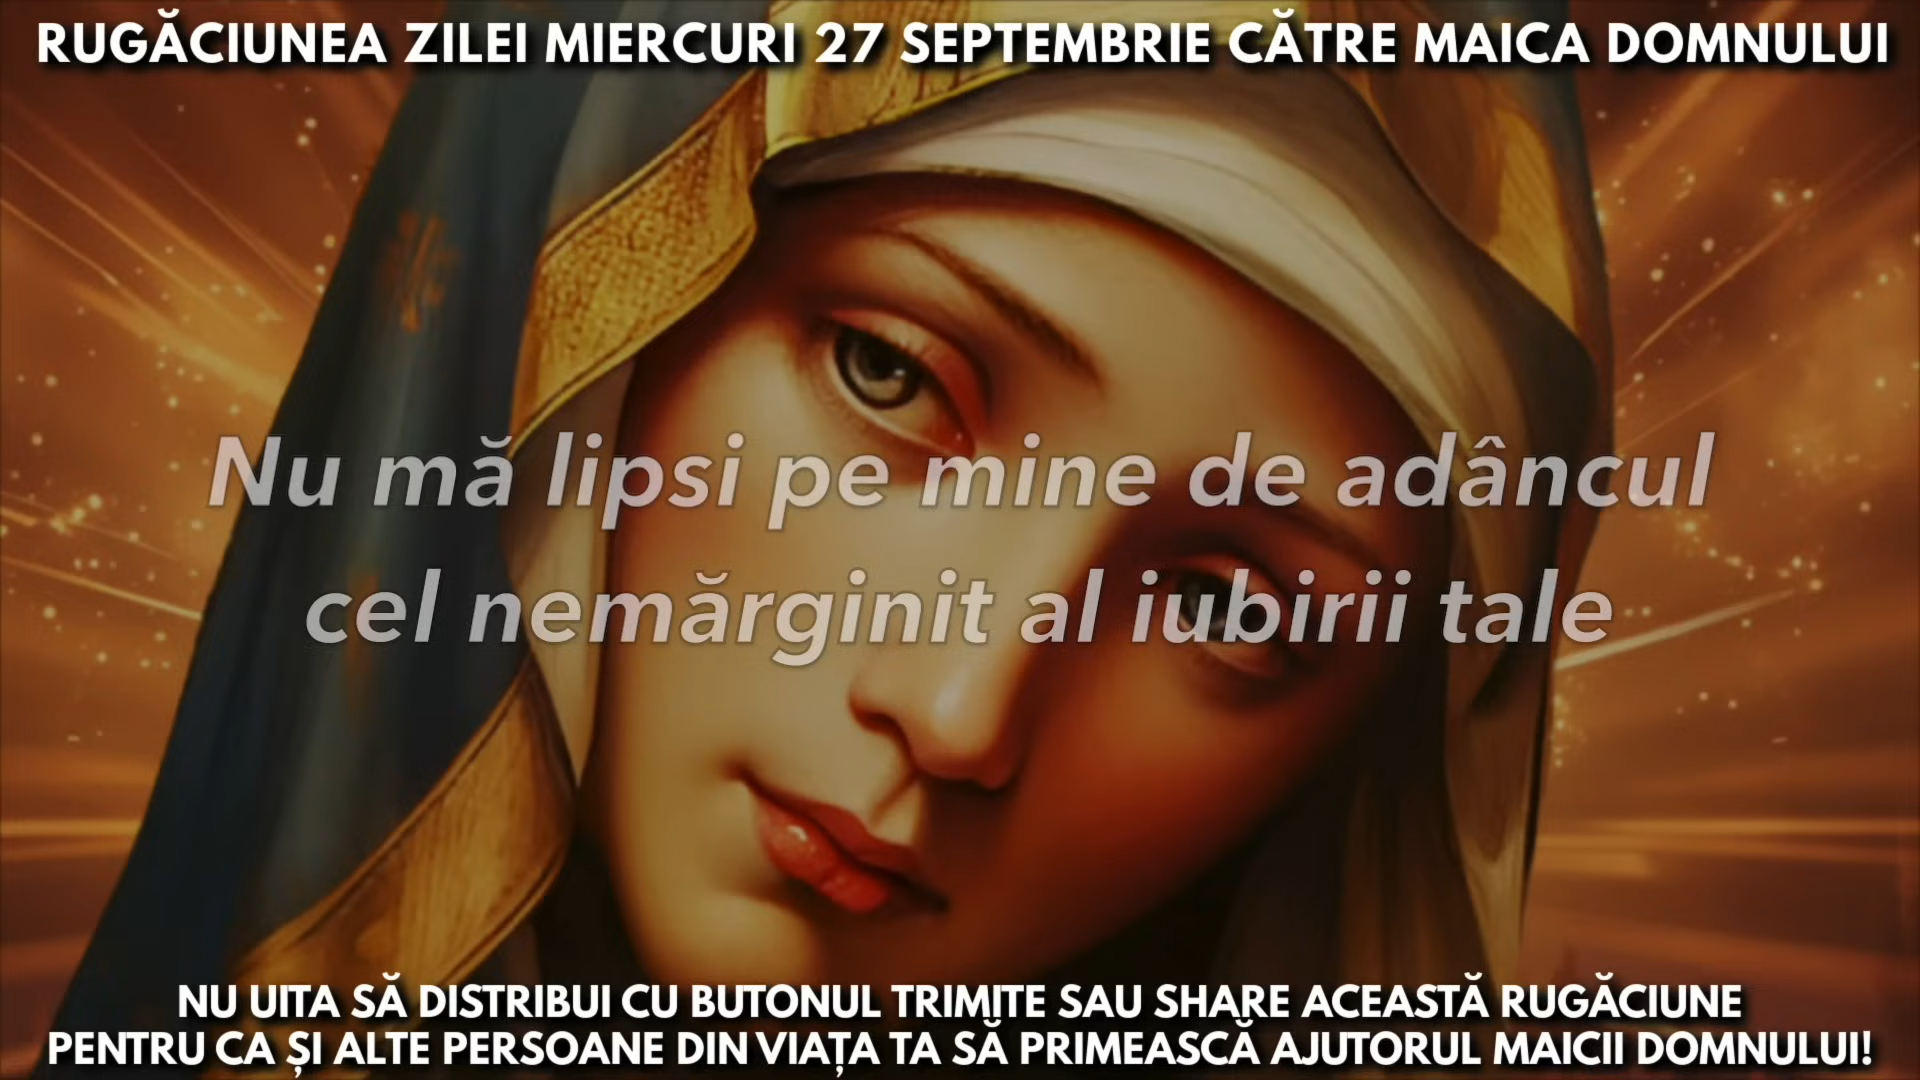 RUGĂCIUNEA ZILEI MIERCURI 27 SEPTEMBRIE CĂTRE MAICA DOMNULUI
Nu mă lipsi pe mine de adâncul
cel nemărginit al iubirii tale
NU UITA SĂ DISTRIBUI CU BUTONUL TRIMITE SAU SHARE ACEASTĂ RUGĂCIUNE
PENTRU CA ȘI ALTE PERSOANE DIN VIAȚA TA SĂ PRIMEASCĂ AJUTORUL MAICII DOMNULUI!